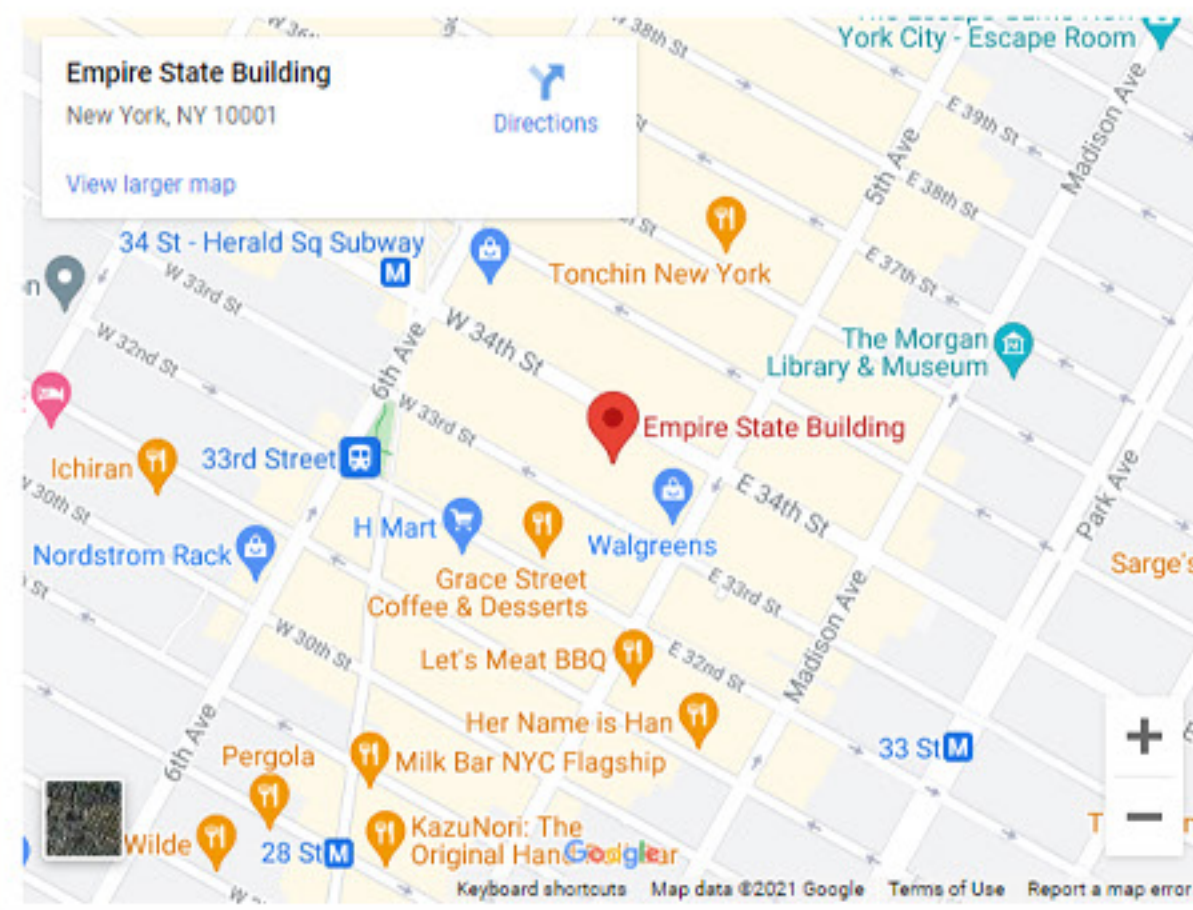 W 36th
38th St
York City - Escape Room
Empire State Building
New York, NY 10001
Directions
View larger map
E 39th St
Madison Ave
5th Ave
E 38th St
34 St - Herald Sq Subway
Tonchin New York
E 37th St
W 33rd St
W 34th St
W 32nd St
6th Ave
The Morgan
Library & Museum
W 33rd St
Empire State Building
Ichiran
33rd Street
Park Ave
E 34th St
W 30th St
H Mart
Walgreens
Nordstrom Rack
Sarge's
Grace Street
Coffee & Desserts
E 33rd St
St
W 30th St
Madison Ave
Let's Meat BBQ
E 32nd St
Her Name is Han
6th Ave
33 St M
Pergola
Milk Bar NYC Flagship
Wilde
28 St M
KazuNori: The
Original Hand
Google
Keyboard shortcuts Map data ©2021 Google Terms of Use Report a map error